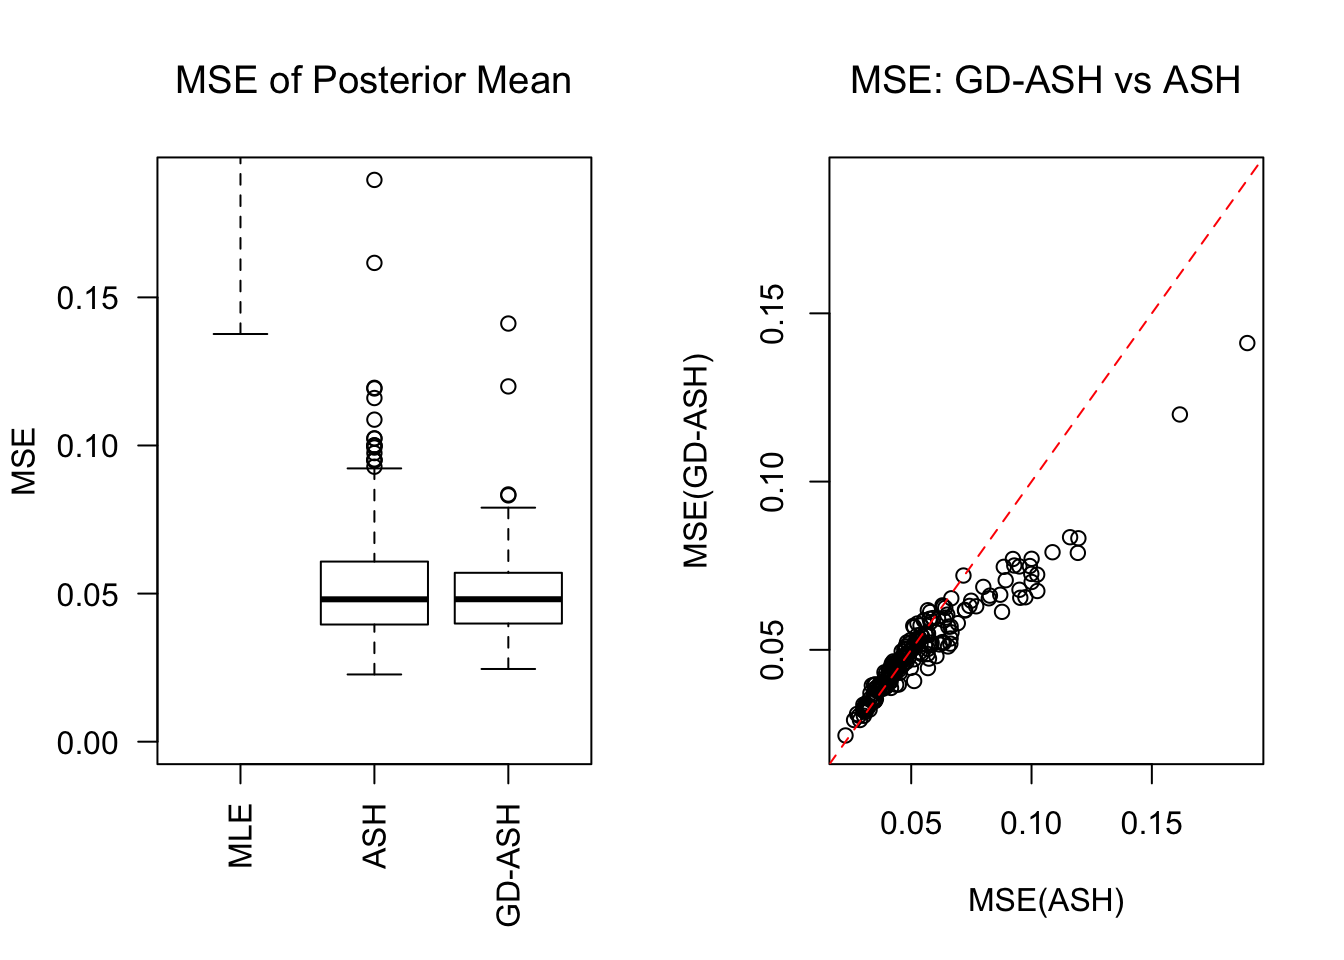 MSE of Posterior Mean
MSE
0.15
0.10
0.05
0.00
MLE
ASH
GD-ASH
MSE: GD-ASH vs ASH
MSE(GD-ASH)
0.15
0.10
0.05
0.05 0.10 0.15
MSE(ASH)